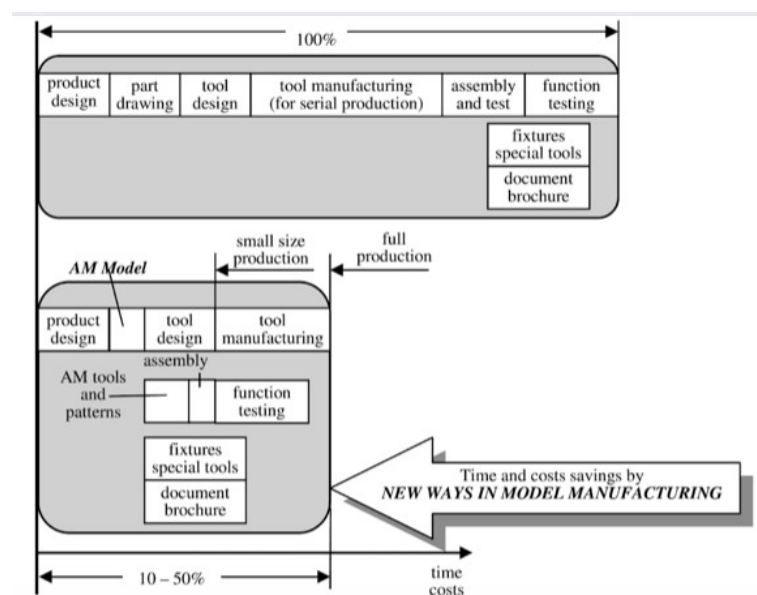 100%
product
design
part
drawing
tool
design
tool manufacturing
(for serial production)
assembly
and test
function
testing
fixtures
special tools
document
brochure
small size
production
full
production
AM Model
product
design
tool
design
tool
manufacturing
assembly
AM tools
and
patterns
function
testing
fixtures
special tools
document
brochure
Time and costs savings by
NEW WAYS IN MODEL MANUFACTURING
10 – 50%
time
costs